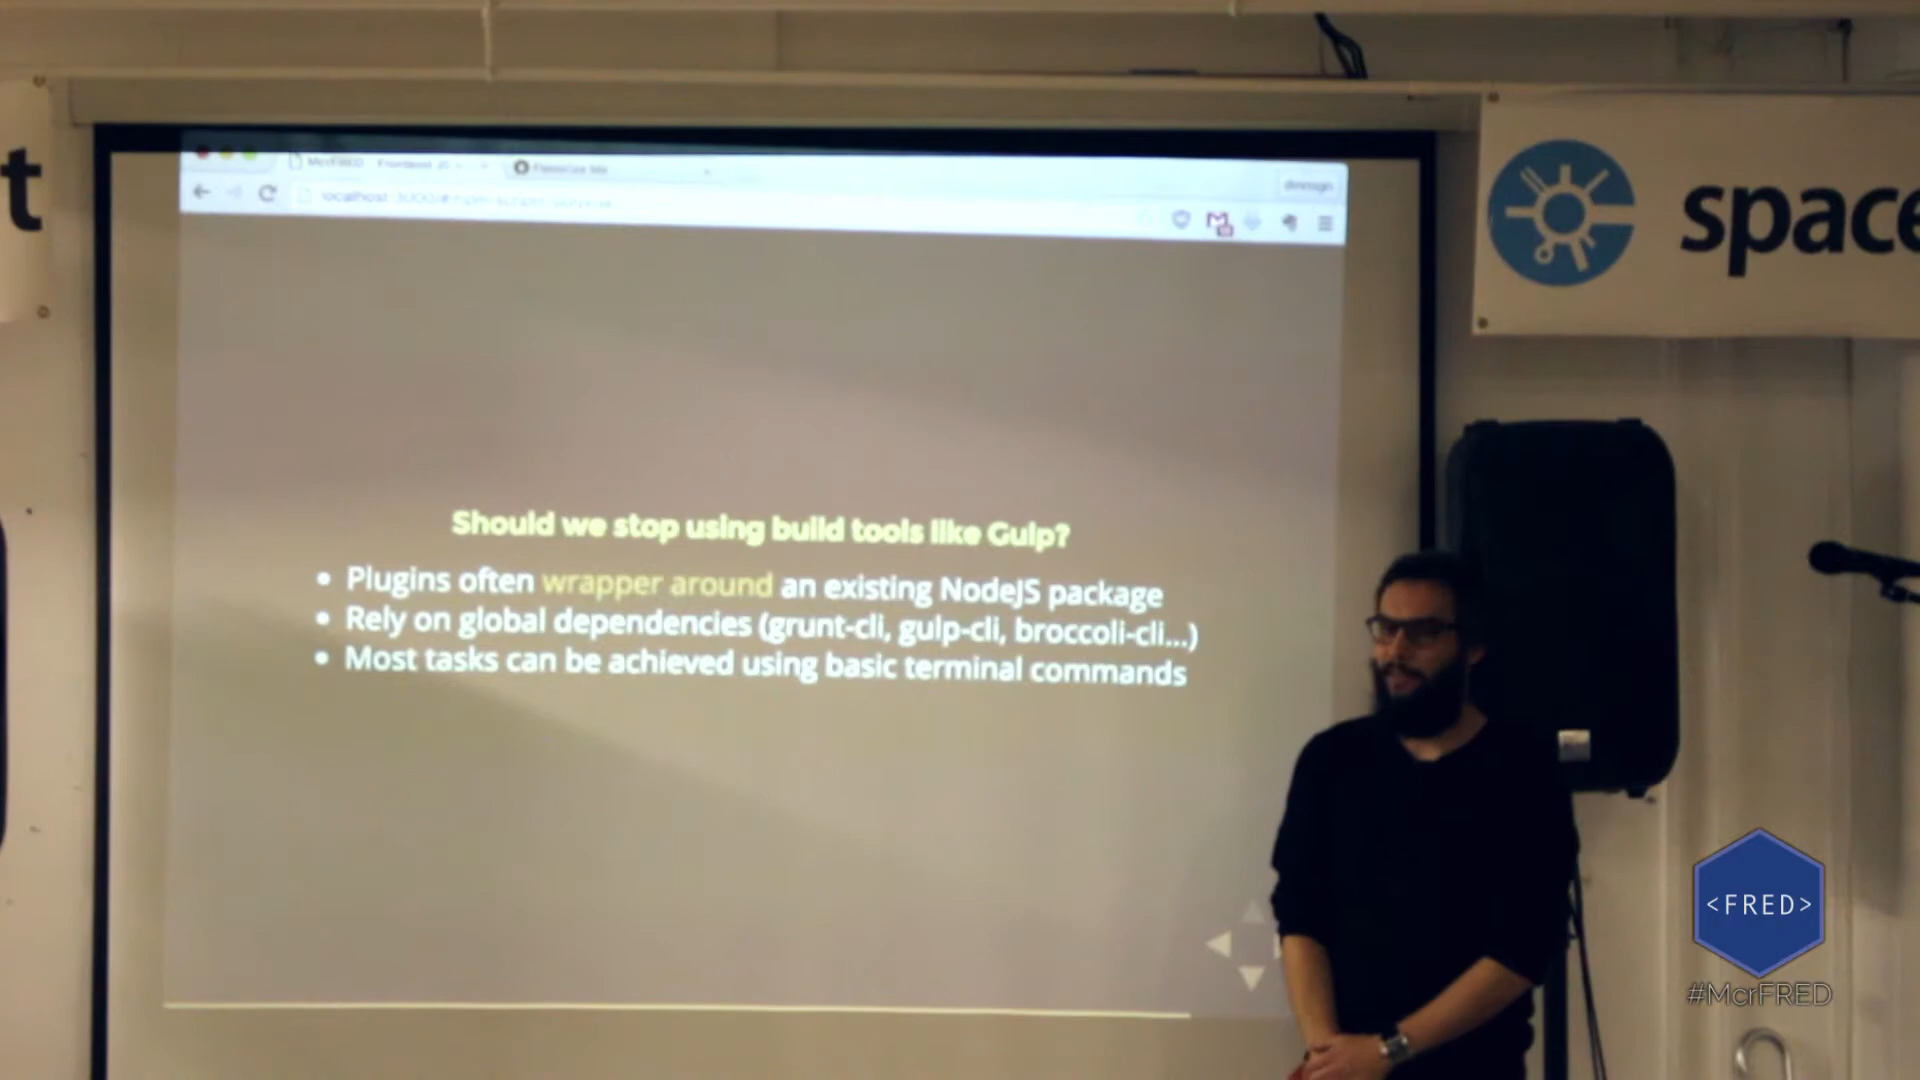 t
McrFRED
localhost
space
Should we stop using build tools like Gulp?
• Plugins often wrapper around an existing NodeJS package
• Rely on global dependencies (grunt-cli, gulp-cli, broccoli-cli...)
• Most tasks can be achieved using basic terminal commands
<FRED>
#McrFRED